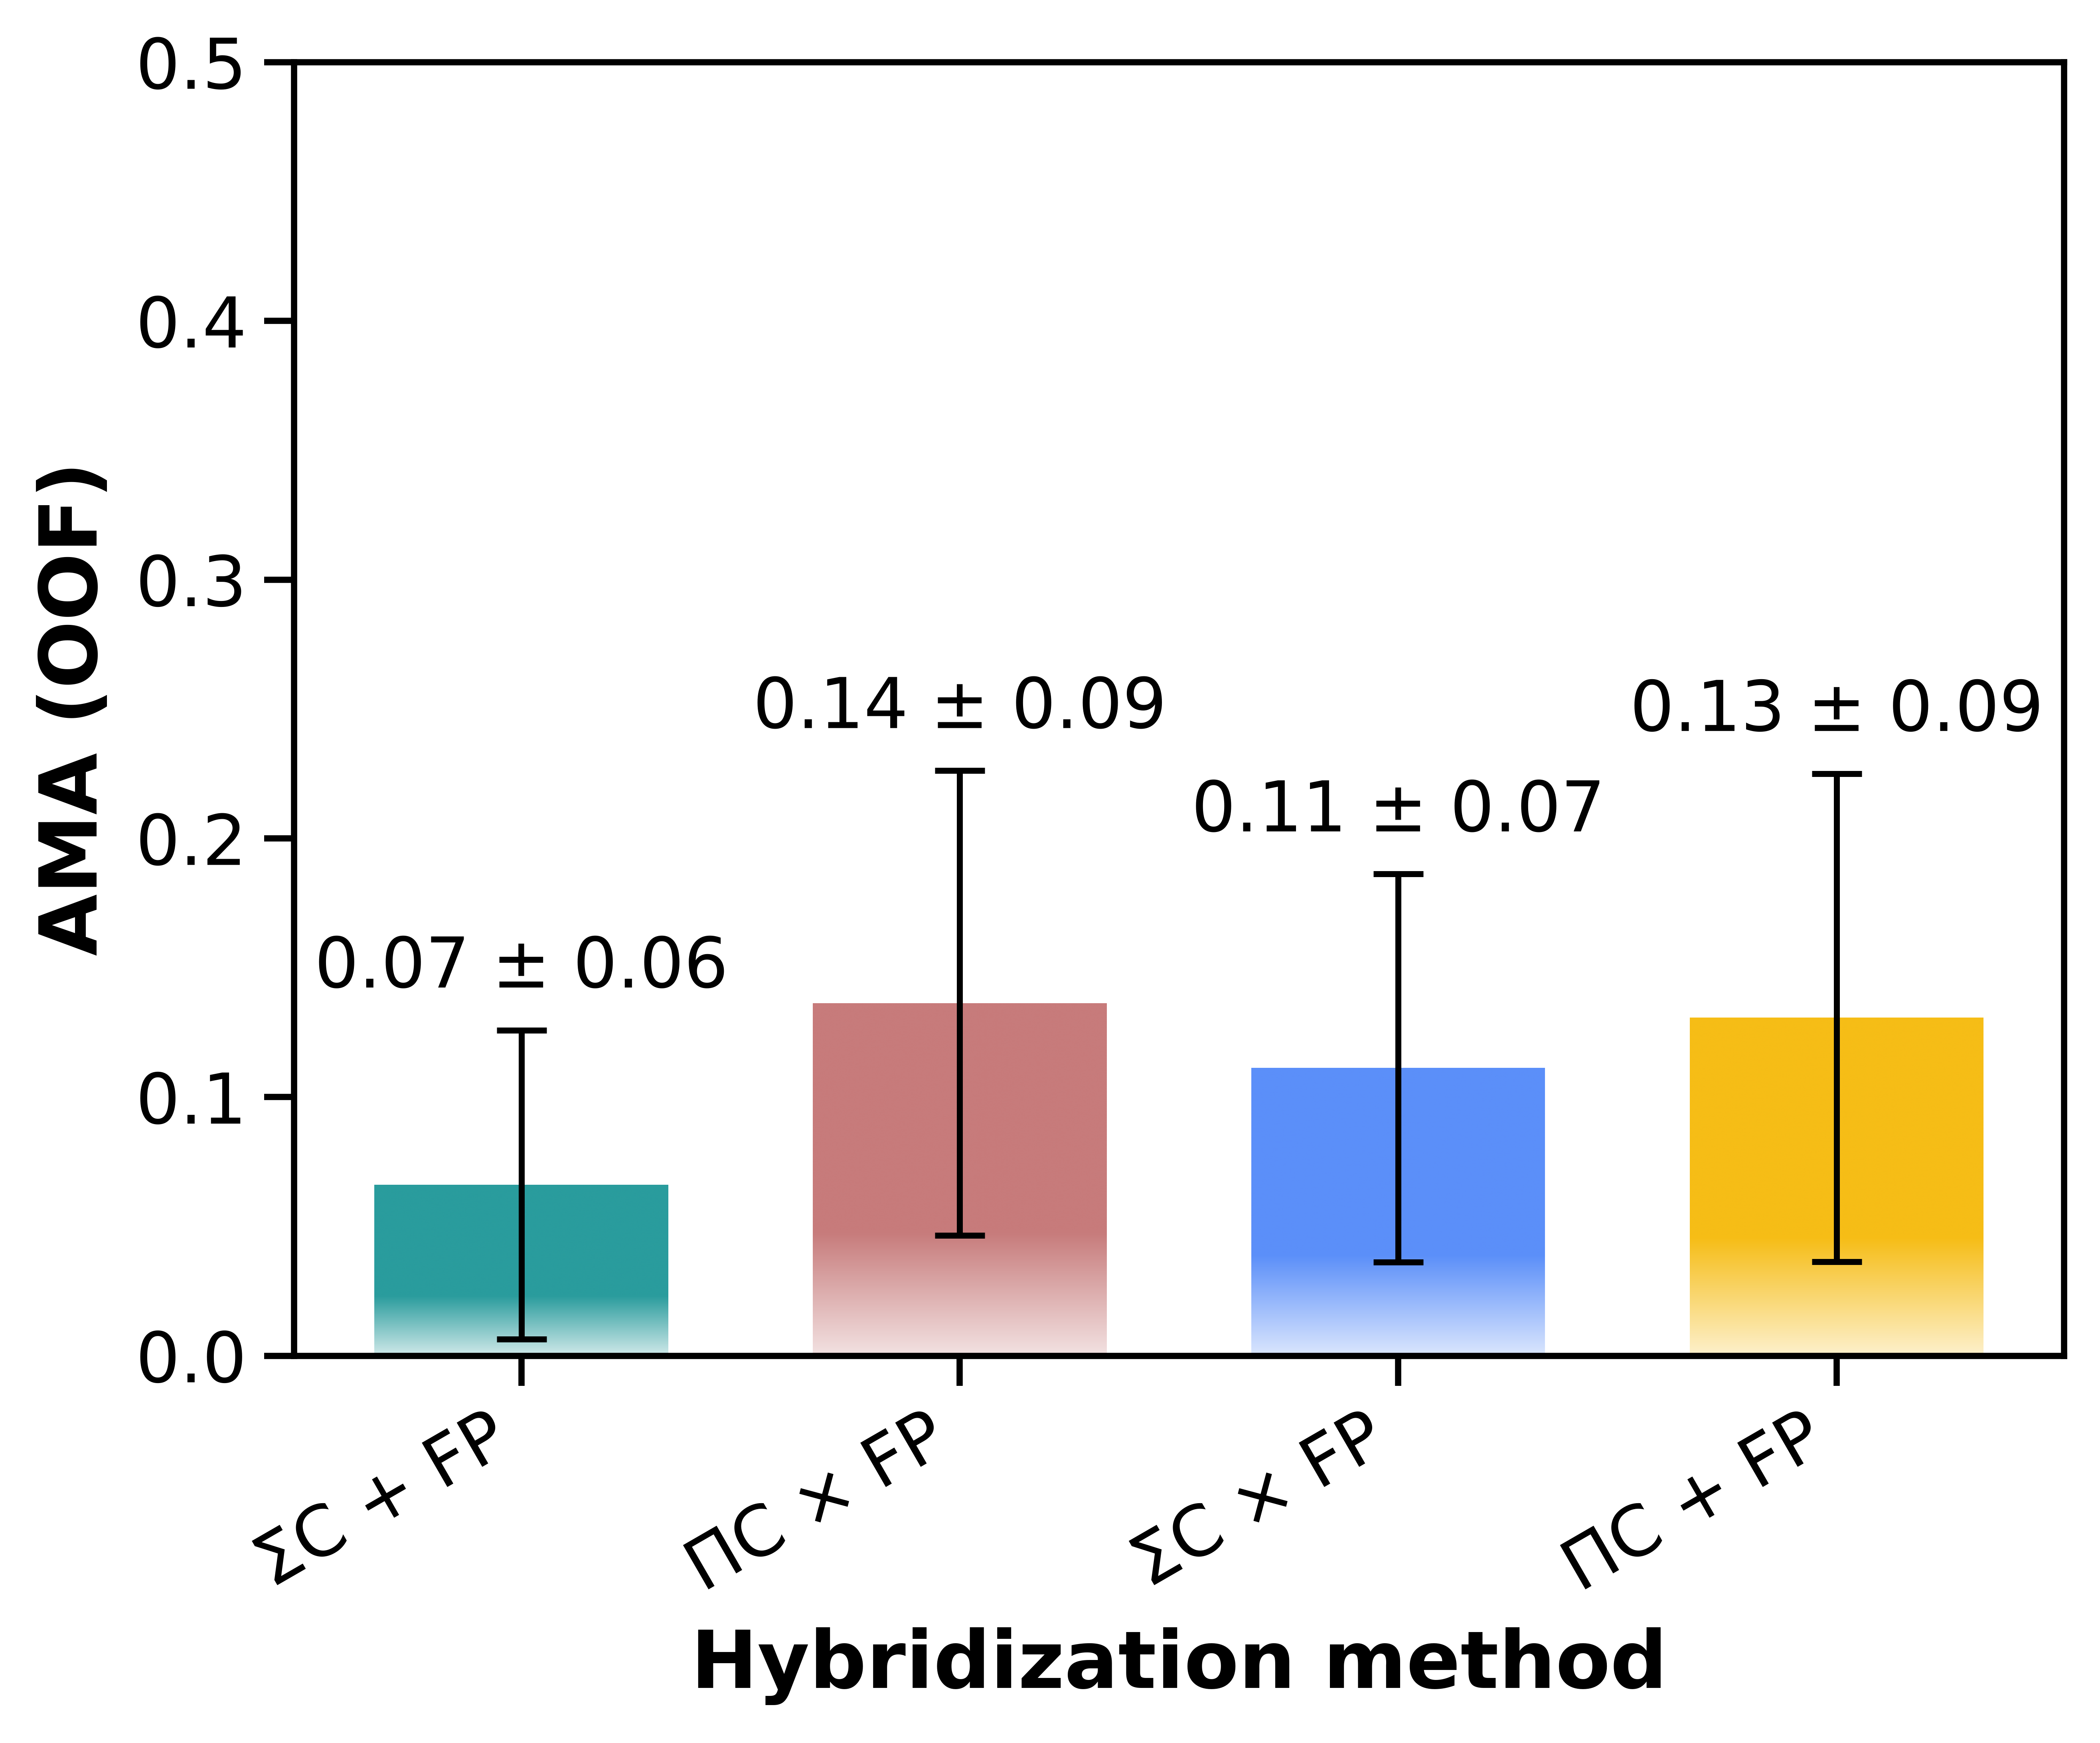 AMA (OOF)
0.5
0.4
0.3
0.2
0.1
0.0
0.07 ± 0.06
0.14 ± 0.09
0.11 ± 0.07
0.13 ± 0.09
ΣC + FP
ΠC × FP
ΣC × FP
ΠC + FP
Hybridization method